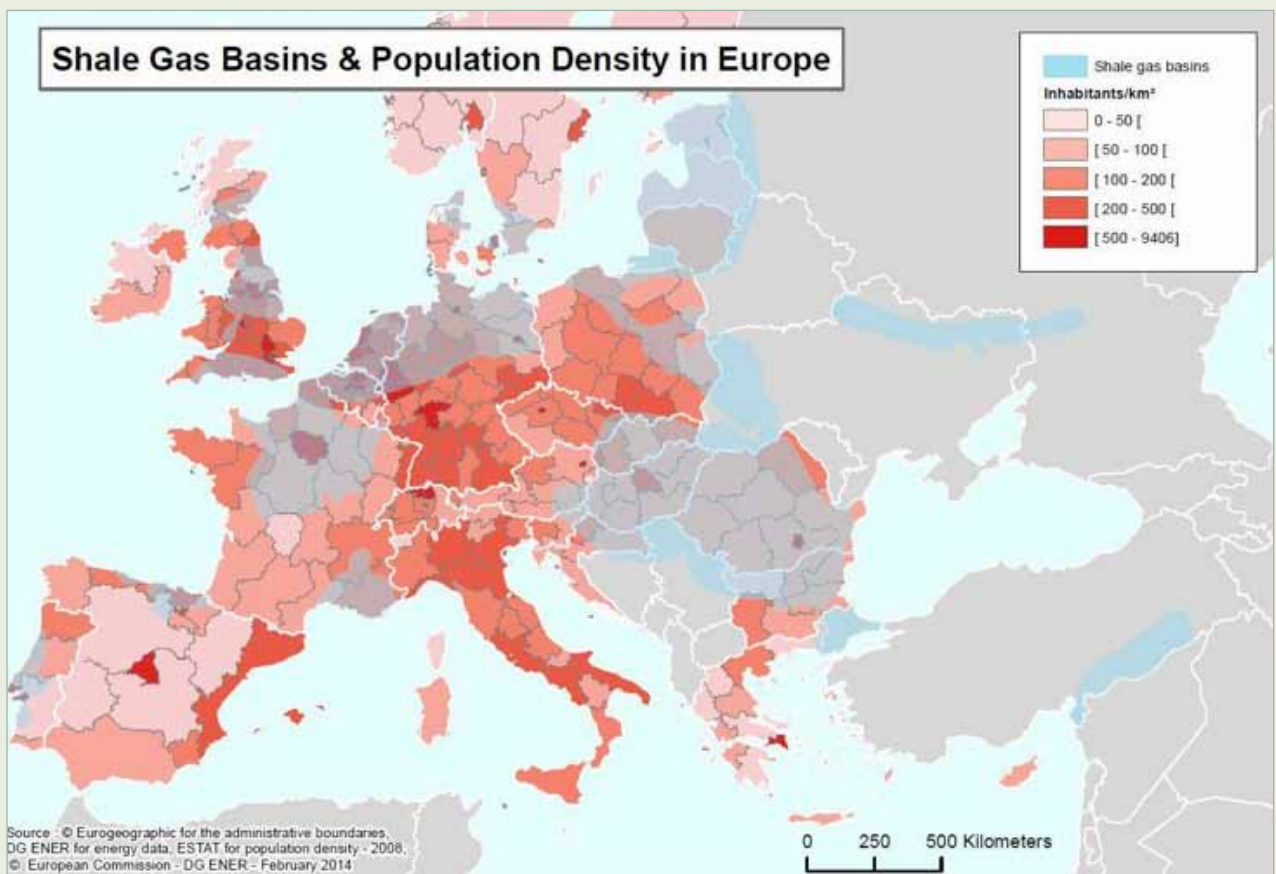 Shale Gas Basins & Population Density in Europe
Shale gas basins
Inhabitants/km²
0 - 50 [
[ 50 - 100 [
[ 100 - 200 [
[ 200 - 500 [
[ 500 - 9406]
Source : © Eurogeographic for the administrative boundaries,
DG ENER for energy data, ESTAT for population density - 2008,
© European Commission - DG ENER - February 2014
0 250 500 Kilometers